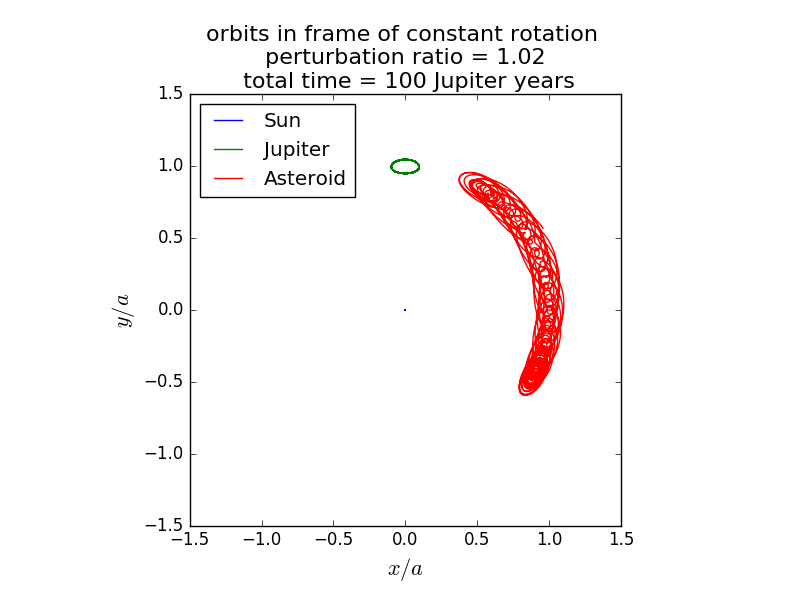 orbits in frame of constant rotation
perturbation ratio = 1.02
total time = 100 Jupiter years
Sun
Jupiter
Asteroid
1.5
1.0
0.5
0.0
−0.5
−1.0
−1.5
y/a
−1.5 −1.0 −0.5 0.0 0.5 1.0 1.5
x/a